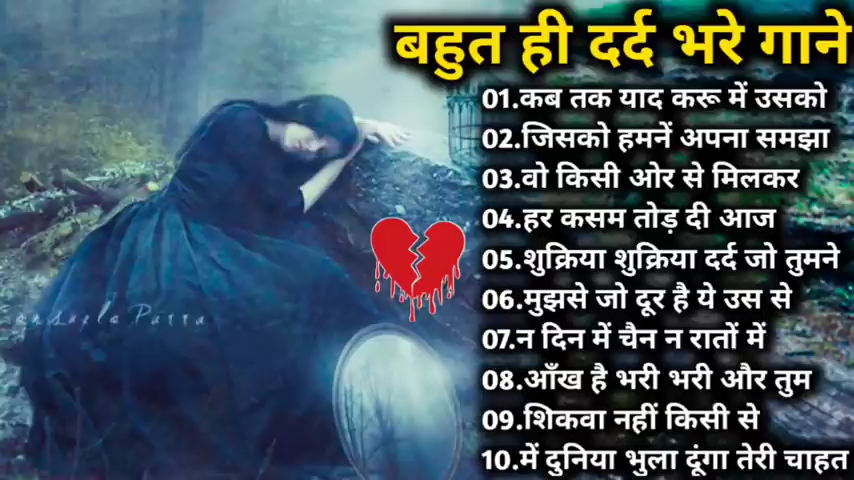 बहुत ही दर्द भरे गाने
01.कब तक याद करू में उसको
02.जिसको हमनें अपना समझा
03.वो किसी ओर से मिलकर
04.हर कसम तोड़ दी आज
05.शुक्रिया शुक्रिया दर्द जो तुमने
06.मुझसे जो दूर है ये उस से
07.न दिन में चैन न रातों में
08.आँख है भरी भरी और तुम
09.शिकवा नहीं किसी से
10.में दुनिया भुला दूंगा तेरी चाहत
Parra